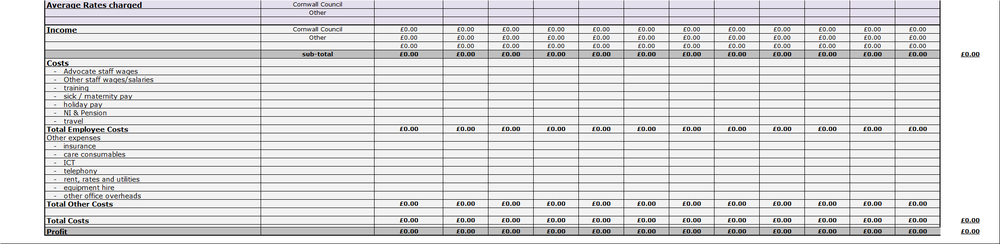 Average Rates charged Cornwall Council
Other
Income Cornwall Council £0.00 £0.00 £0.00 £0.00 £0.00 £0.00 £0.00 £0.00 £0.00 £0.00 £0.00 £0.00
Other £0.00 £0.00 £0.00 £0.00 £0.00 £0.00 £0.00 £0.00 £0.00 £0.00 £0.00 £0.00
£0.00 £0.00 £0.00 £0.00 £0.00 £0.00 £0.00 £0.00 £0.00 £0.00 £0.00 £0.00
sub-total £0.00 £0.00 £0.00 £0.00 £0.00 £0.00 £0.00 £0.00 £0.00 £0.00 £0.00 £0.00 £0.00
Costs
- Advocate staff wages
- Other staff wages/salaries
- training
- sick / maternity pay
- holiday pay
- NI & Pension
- travel
Total Employee Costs £0.00 £0.00 £0.00 £0.00 £0.00 £0.00 £0.00 £0.00 £0.00 £0.00 £0.00 £0.00
Other expenses
- insurance
- care consumables
- ICT
- telephony
- rent, rates and utilities
- equipment hire
- other office overheads
Total Other Costs £0.00 £0.00 £0.00 £0.00 £0.00 £0.00 £0.00 £0.00 £0.00 £0.00 £0.00 £0.00
Total Costs £0.00 £0.00 £0.00 £0.00 £0.00 £0.00 £0.00 £0.00 £0.00 £0.00 £0.00 £0.00 £0.00
Profit £0.00 £0.00 £0.00 £0.00 £0.00 £0.00 £0.00 £0.00 £0.00 £0.00 £0.00 £0.00 £0.00